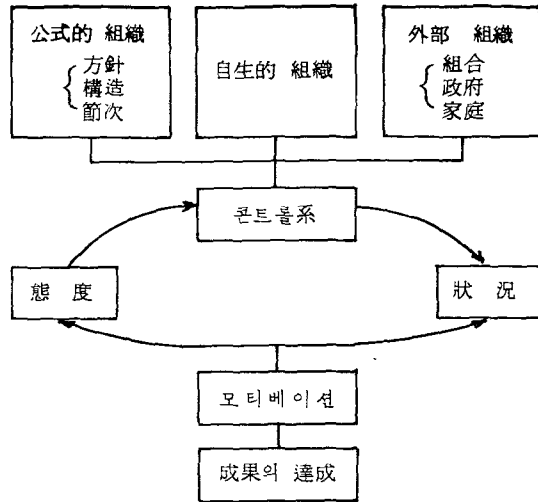 公式的 組織
方針
構造
節次
自生的 組織
外部 組織
組合
政府
家庭
콘트롤系
態 度
狀 況
모티베이션
成果의 達成